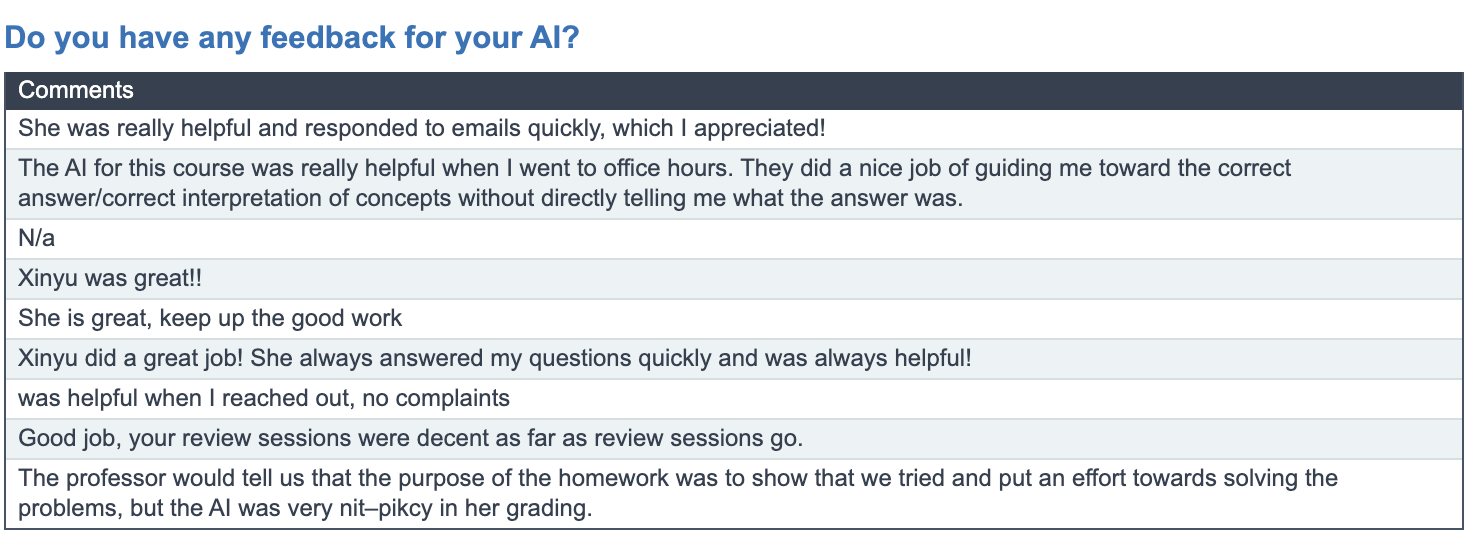 Do you have any feedback for your AI?
Comments
She was really helpful and responded to emails quickly, which I appreciated!
The AI for this course was really helpful when I went to office hours. They did a nice job of guiding me toward the correct
answer/correct interpretation of concepts without directly telling me what the answer was.
N/a
Xinyu was great!!
She is great, keep up the good work
Xinyu did a great job! She always answered my questions quickly and was always helpful!
was helpful when I reached out, no complaints
Good job, your review sessions were decent as far as review sessions go.
The professor would tell us that the purpose of the homework was to show that we tried and put an effort towards solving the
problems, but the AI was very nit–pikcy in her grading.